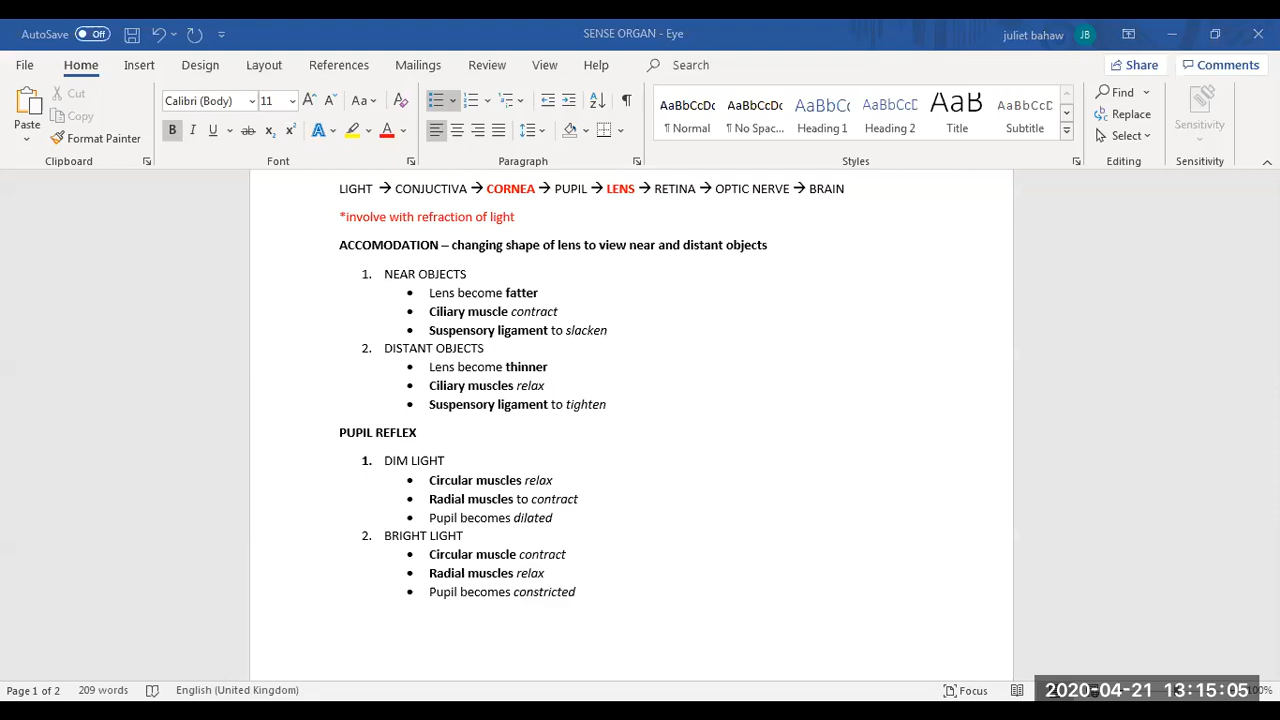 AutoSave Off SENSE ORGAN - Eye juliet bahaw JB
File Home Insert Design Layout References Mailings Review View Help Search Share Comments
Paste Cut Copy Format Painter
Calibri (Body) 11
AaBbCcDc AaBbCcDc AaBbCc AaBbCcD AaB AaBbCcD
¶ Normal ¶ No Spac... Heading 1 Heading 2 Title Subtitle
Find Replace Select Sensitivity
Clipboard Font Paragraph Styles Editing Sensitivity
LIGHT → CONJUCTIVA → CORNEA → PUPIL → LENS → RETINA → OPTIC NERVE → BRAIN
*involve with refraction of light
ACCOMODATION – changing shape of lens to view near and distant objects
1. NEAR OBJECTS
• Lens become fatter
• Ciliary muscle contract
• Suspensory ligament to slacken
2. DISTANT OBJECTS
• Lens become thinner
• Ciliary muscles relax
• Suspensory ligament to tighten
PUPIL REFLEX
1. DIM LIGHT
• Circular muscles relax
• Radial muscles to contract
• Pupil becomes dilated
2. BRIGHT LIGHT
• Circular muscle contract
• Radial muscles relax
• Pupil becomes constricted
Page 1 of 2 209 words English (United Kingdom) Focus 2020-04-21 13:15:05